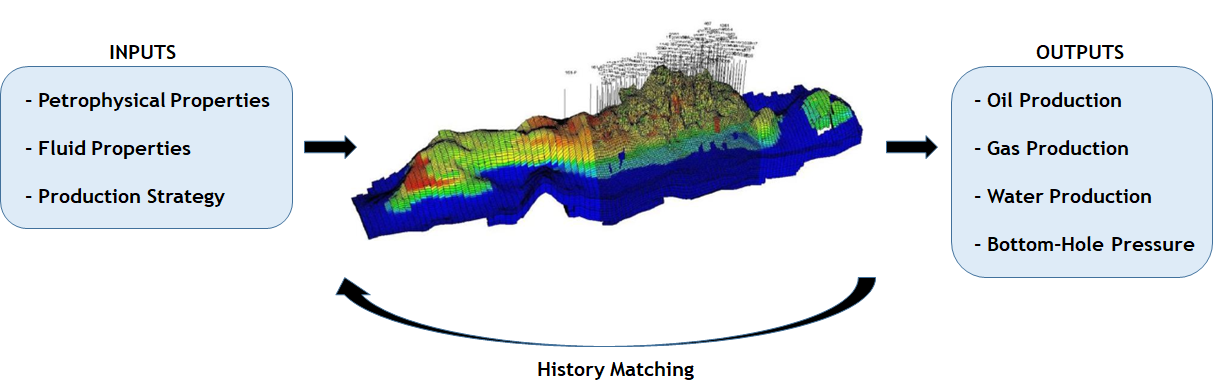 INPUTS
- Petrophysical Properties
- Fluid Properties
- Production Strategy
OUTPUTS
- Oil Production
- Gas Production
- Water Production
- Bottom-Hole Pressure
History Matching